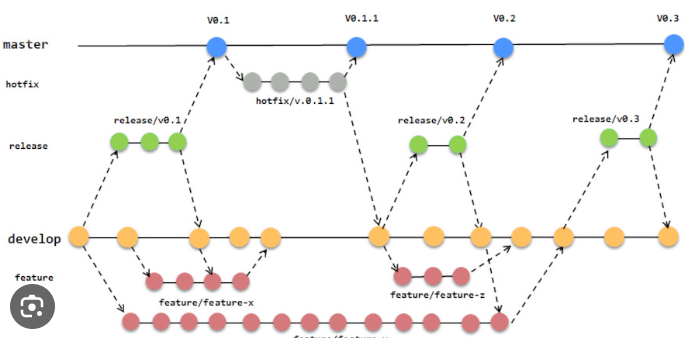 V0.1
V0.1.1
V0.2
V0.3
master
hotfix
hotfix/v.0.1.1
release/v0.1
release/v0.2
release/v0.3
release
develop
feature
feature/feature-x
feature/feature-z